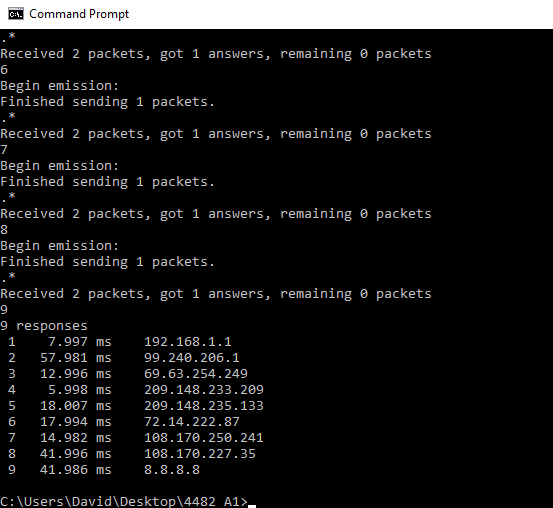 Command Prompt
.*
Received 2 packets, got 1 answers, remaining 0 packets
6
Begin emission:
Finished sending 1 packets.
.*
Received 2 packets, got 1 answers, remaining 0 packets
7
Begin emission:
Finished sending 1 packets.
.*
Received 2 packets, got 1 answers, remaining 0 packets
8
Begin emission:
Finished sending 1 packets.
.*
Received 2 packets, got 1 answers, remaining 0 packets
9
9 responses
1    7.997 ms    192.168.1.1
2   57.981 ms    99.240.206.1
3   12.996 ms    69.63.254.249
4    5.998 ms    209.148.233.209
5   18.007 ms    209.148.235.133
6   17.994 ms    72.14.222.87
7   14.982 ms    108.170.250.241
8   41.996 ms    108.170.227.35
9   41.986 ms    8.8.8.8
C:\Users\David\Desktop\4482 A1>